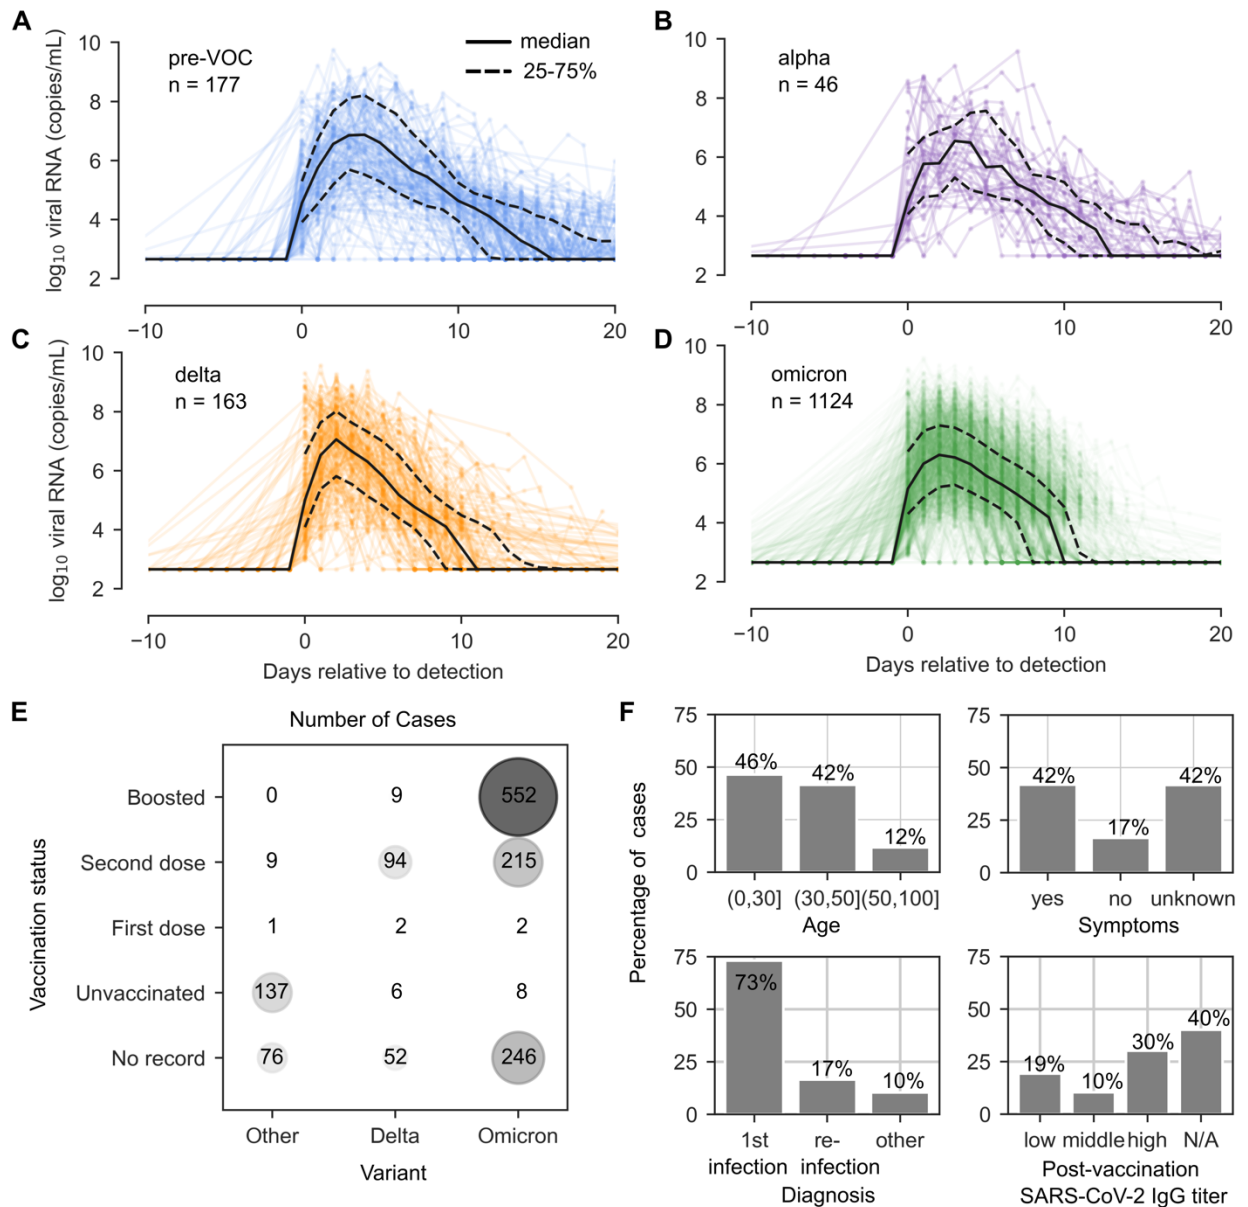 A
pre-VOC
n = 177
median
25-75%
log10 viral RNA (copies/mL)
10
8
6
4
2
−10
0
10
20
B
alpha
n = 46
10
8
6
4
2
−10
0
10
20
C
delta
n = 163
log10 viral RNA (copies/mL)
10
8
6
4
2
−10
0
10
20
Days relative to detection
D
omicron
n = 1124
10
8
6
4
2
−10
0
10
20
Days relative to detection
E
Number of Cases
Vaccination status
Boosted 0 9 552
Second dose 9 94 215
First dose 1 2 2
Unvaccinated 137 6 8
No record 76 52 246
Other Delta Omicron
Variant
F
Percentage of cases
75
50
25
0
46% 42% 12%
(0,30] (30,50] (50,100]
Age
75
50
25
0
42% 17% 42%
yes no unknown
Symptoms
75
50
25
0
73% 17% 10%
1st re- other
infection infection
Diagnosis
75
50
25
0
19% 10% 30% 40%
low middle high N/A
Post-vaccination
SARS-CoV-2 IgG titer